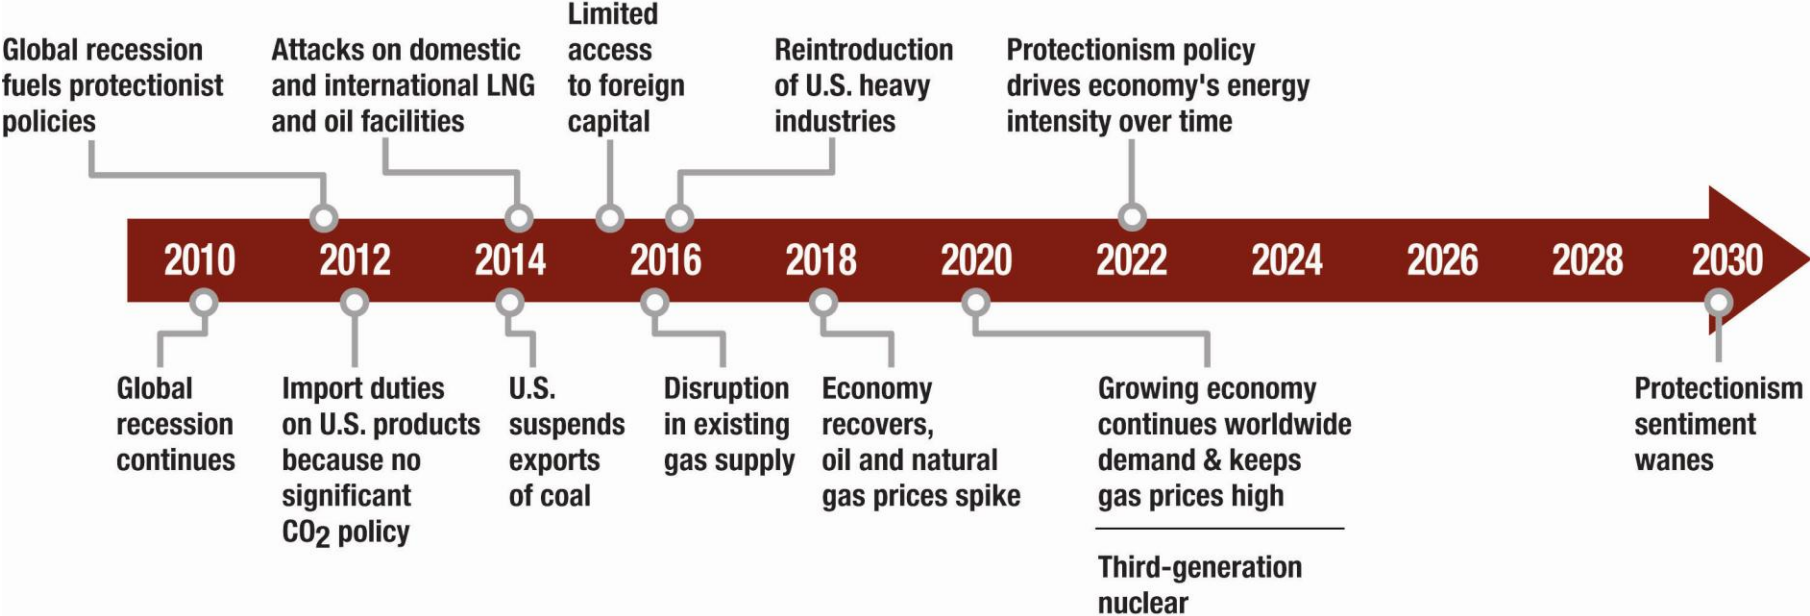 Global recession
fuels protectionist
policies
Attacks on domestic
and international LNG
and oil facilities
Limited
access
to foreign
capital
Reintroduction
of U.S. heavy
industries
Protectionism policy
drives economy's energy
intensity over time
2010 2012 2014 2016 2018 2020 2022 2024 2026 2028 2030
Global
recession
continues
Import duties
on U.S. products
because no
significant
CO2 policy
U.S.
suspends
exports
of coal
Disruption
in existing
gas supply
Economy
recovers,
oil and natural
gas prices spike
Growing economy
continues worldwide
demand & keeps
gas prices high
Third-generation
nuclear
Protectionism
sentiment
wanes